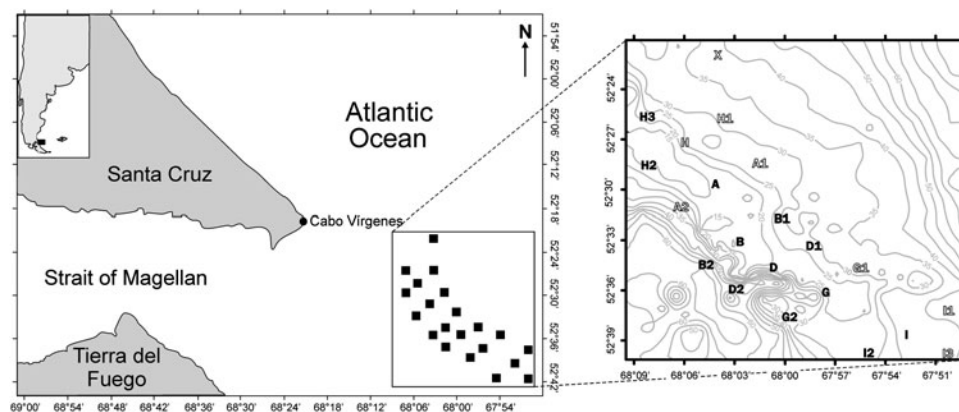 N
Atlantic
Ocean
Santa Cruz
Cabo Vírgenes
Strait of Magellan
Tierra del
Fuego
51°54'
52°00'
52°06'
52°12'
52°18'
52°24'
52°30'
52°36'
52°42'
69°00' 68°54' 68°48' 68°42' 68°36' 68°30' 68°24' 68°18' 68°12' 68°06' 68°00' 67°54'
52°24'
52°27'
52°30'
52°33'
52°36'
52°39'
X
H3
H1
H
H2
A1
A
A2
B1
B
D1
B2
D
G1
D2
G
G2
I1
I
I2
I3
68°09' 68°06' 68°03' 68°00' 67°57' 67°54' 67°51'